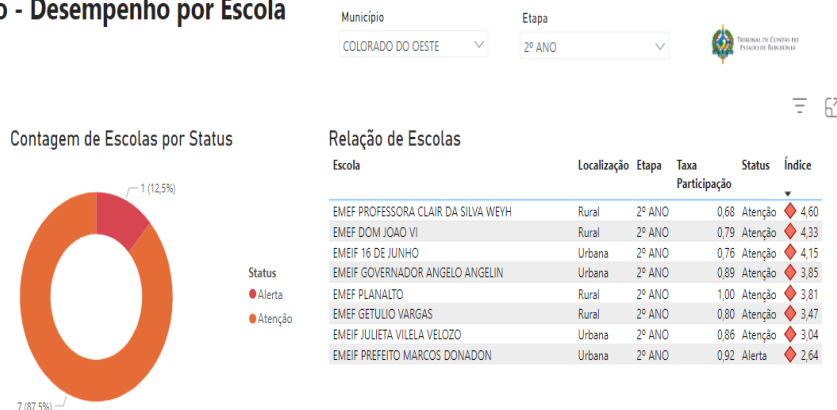 o - Desempenho por Escola
Município
Etapa
COLORADO DO OESTE
2º ANO
TRIBUNAL DE CONTAS DO
ESTADO DE RONDÔNIA
Contagem de Escolas por Status
1 (12,5%)
7 (87,5%)
Status
Alerta
Atenção
Relação de Escolas
Escola Localização Etapa Taxa Participação Status Índice
EMEF PROFESSORA CLAIR DA SILVA WEYH Rural 2º ANO 0,68 Atenção 4,60
EMEF DOM JOAO VI Rural 2º ANO 0,79 Atenção 4,33
EMEIF 16 DE JUNHO Urbana 2º ANO 0,76 Atenção 4,15
EMEIF GOVERNADOR ANGELO ANGELIN Urbana 2º ANO 0,89 Atenção 3,85
EMEF PLANALTO Rural 2º ANO 1,00 Atenção 3,81
EMEF GETULIO VARGAS Rural 2º ANO 0,80 Atenção 3,47
EMEIF JULIETA VILELA VELOZO Urbana 2º ANO 0,86 Atenção 3,04
EMEIF PREFEITO MARCOS DONADON Urbana 2º ANO 0,92 Alerta 2,64